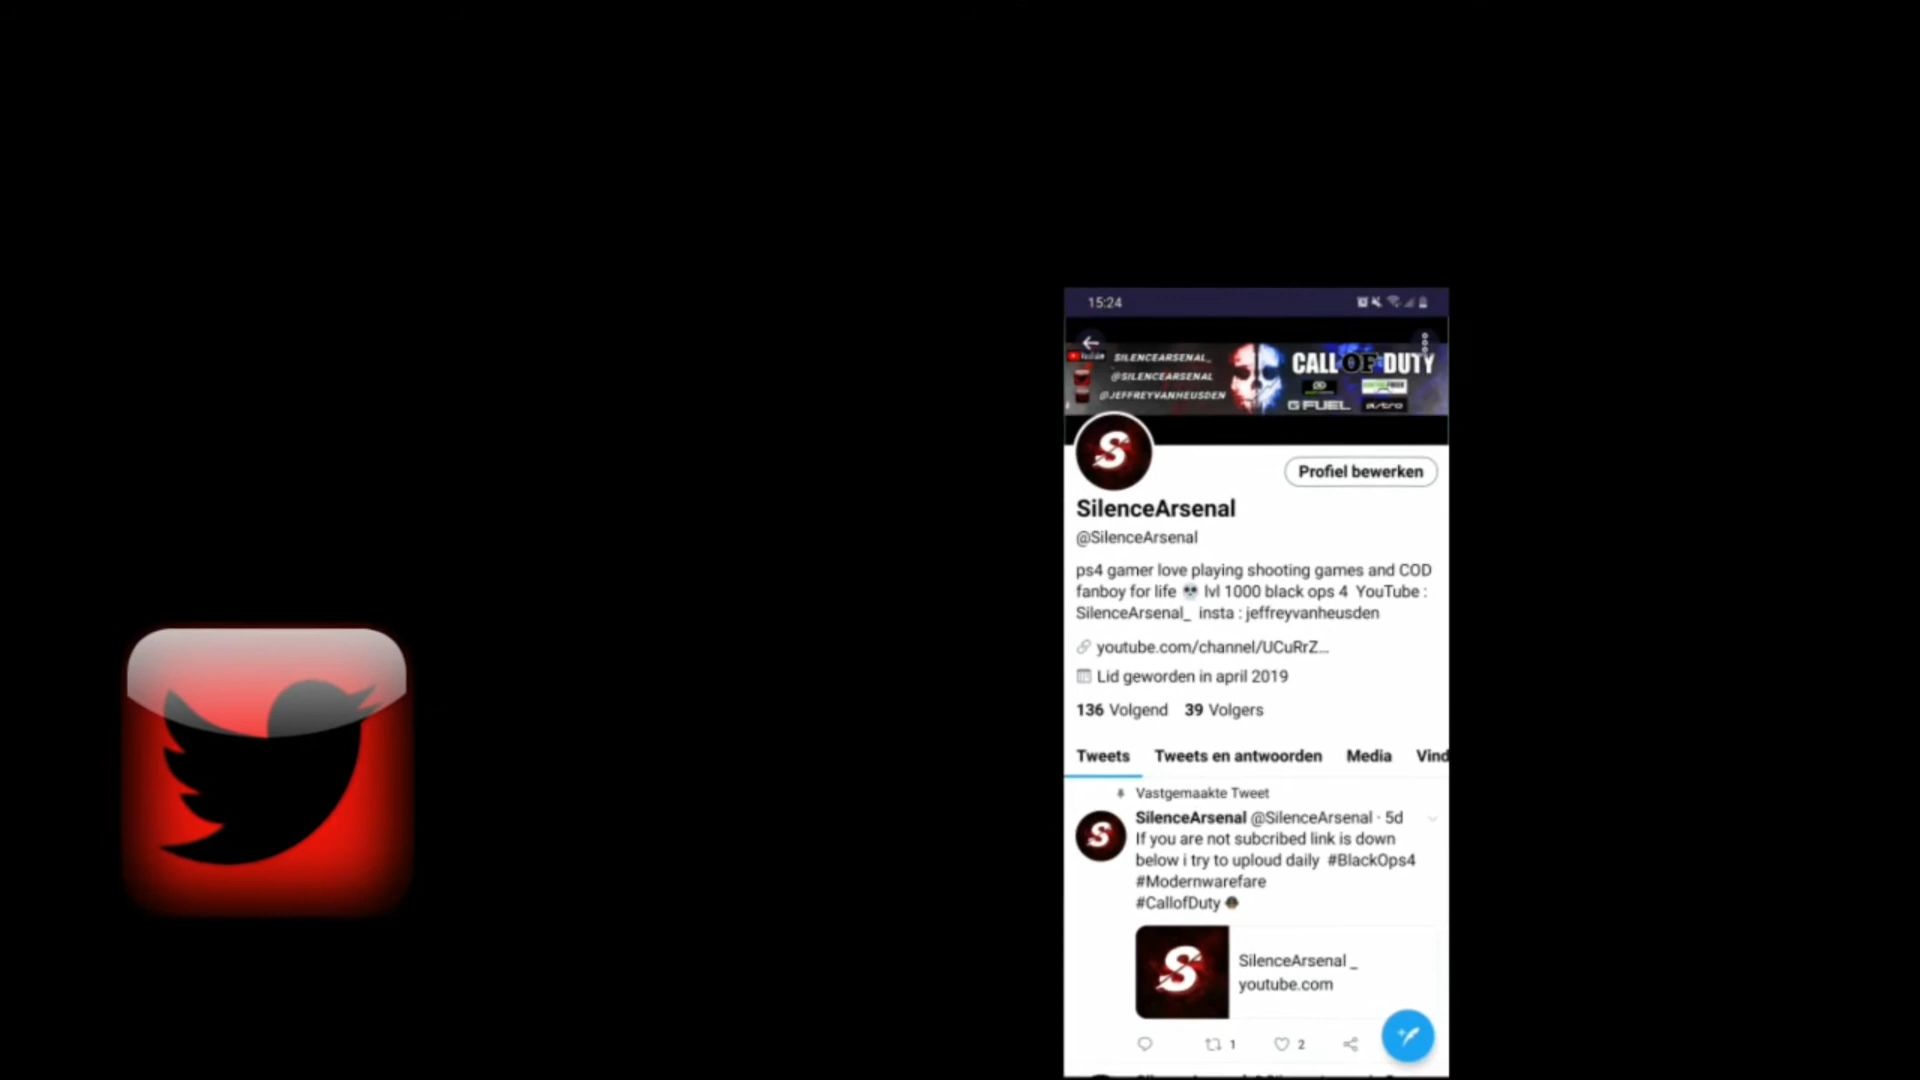 15:24
YouTube SILENCEARSENAL_
@SILENCEARSENAL
@JEFFREYVANHEUSDEN
CALL OF DUTY
G FUEL
ASTRO
Profiel bewerken
SilenceArsenal
@SilenceArsenal
ps4 gamer love playing shooting games and COD
fanboy for life 💀 lvl 1000 black ops 4 YouTube :
SilenceArsenal_ insta : jeffreyvanheusden
youtube.com/channel/UCuRrZ...
Lid geworden in april 2019
136 Volgend 39 Volgers
Tweets Tweets en antwoorden Media Vind
Vastgemaakte Tweet
SilenceArsenal @SilenceArsenal · 5d
If you are not subcribed link is down
below i try to uploud daily #BlackOps4
#Modernwarefare
#CallofDuty
SilenceArsenal _
youtube.com
1 2